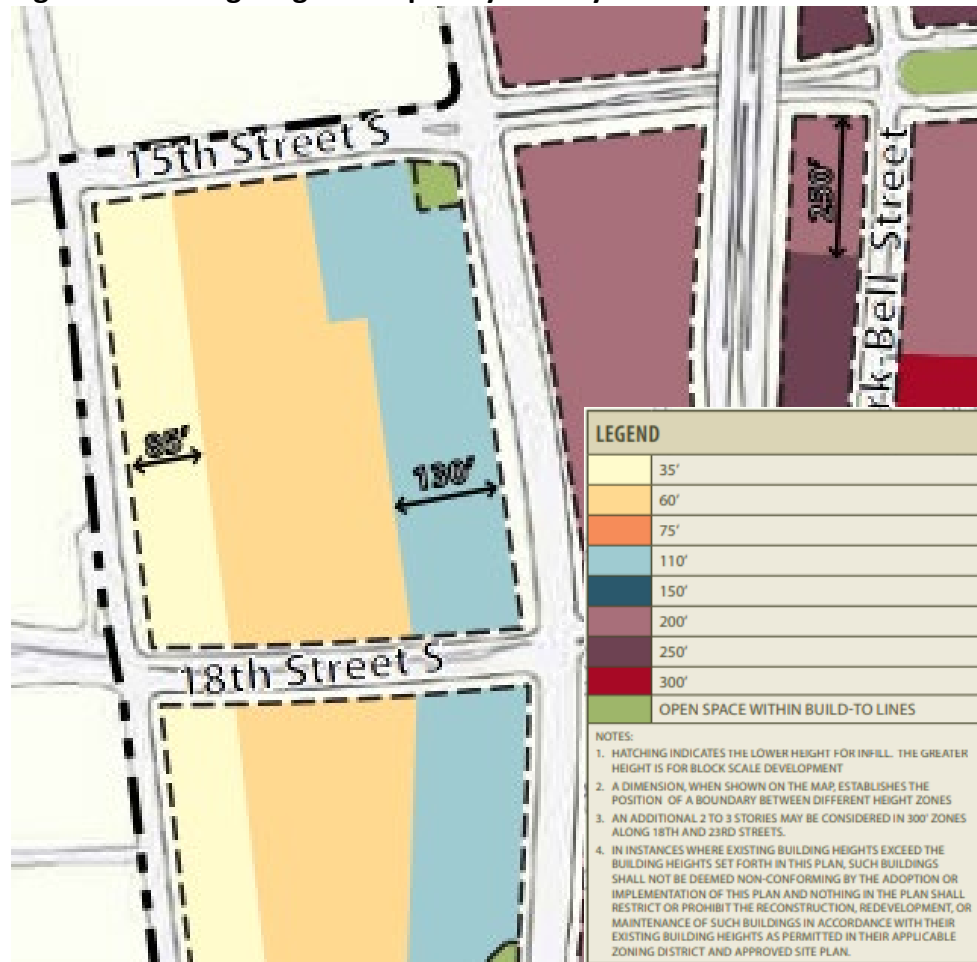 15th Street S
250'
rk-Bell Street
85'
130'
18th Street S
LEGEND
35'
60'
75'
110'
150'
200'
250'
300'
OPEN SPACE WITHIN BUILD-TO LINES
NOTES:
1. HATCHING INDICATES THE LOWER HEIGHT FOR INFILL. THE GREATER
HEIGHT IS FOR BLOCK SCALE DEVELOPMENT
2. A DIMENSION, WHEN SHOWN ON THE MAP, ESTABLISHES THE
POSITION OF A BOUNDARY BETWEEN DIFFERENT HEIGHT ZONES
3. AN ADDITIONAL 2 TO 3 STORIES MAY BE CONSIDERED IN 300' ZONES
ALONG 18TH AND 23RD STREETS.
4. IN INSTANCES WHERE EXISTING BUILDING HEIGHTS EXCEED THE
BUILDING HEIGHTS SET FORTH IN THIS PLAN, SUCH BUILDINGS
SHALL NOT BE DEEMED NON-CONFORMING BY THE ADOPTION OR
IMPLEMENTATION OF THIS PLAN AND NOTHING IN THE PLAN SHALL
RESTRICT OR PROHIBIT THE RECONSTRUCTION, REDEVELOPMENT, OR
MAINTENANCE OF SUCH BUILDINGS IN ACCORDANCE WITH THEIR
EXISTING BUILDING HEIGHTS AS PERMITTED IN THEIR APPLICABLE
ZONING DISTRICT AND APPROVED SITE PLAN.